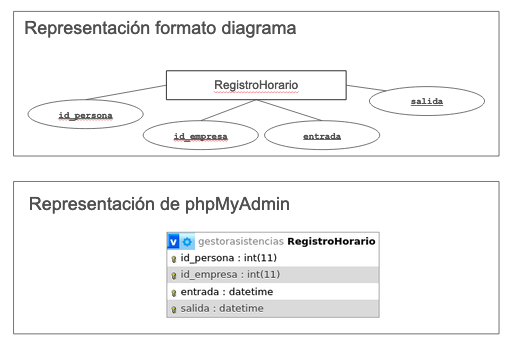 Representación formato diagrama
RegistroHorario
id_persona
id_empresa
entrada
salida
Representación de phpMyAdmin
v gestorasistencias RegistroHorario
id_persona : int(11)
id_empresa : int(11)
entrada : datetime
salida : datetime